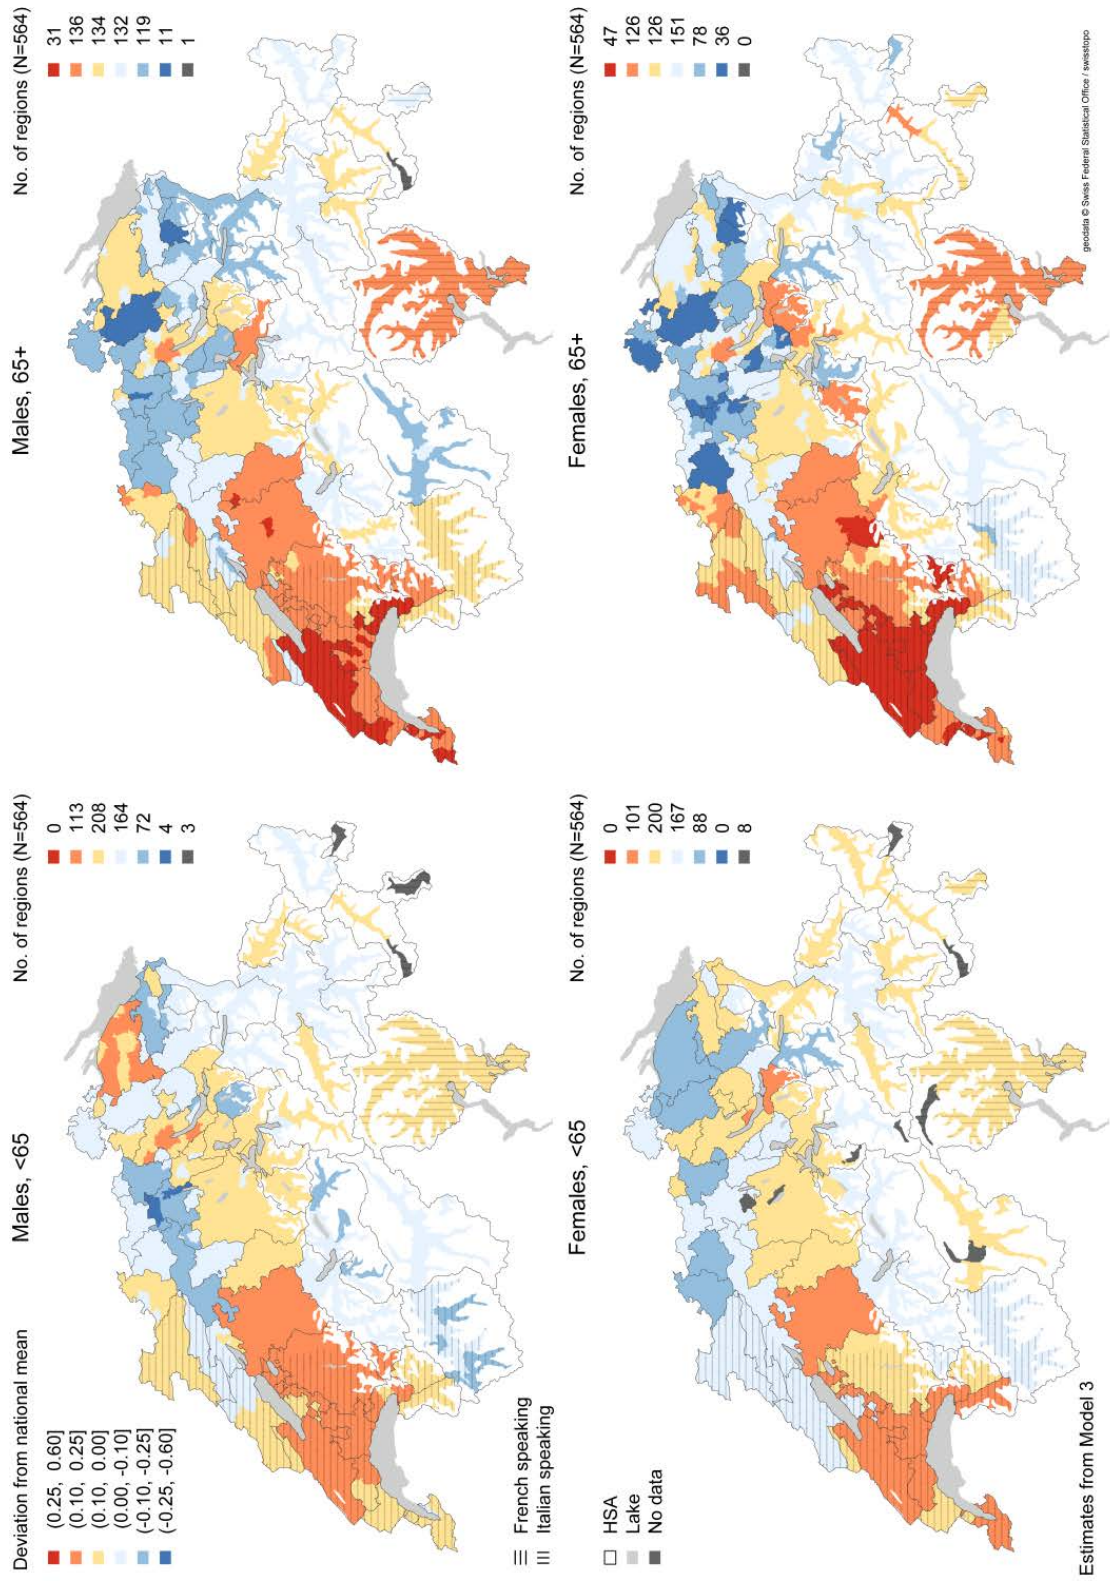 Deviation from national mean
(0.25, 0.60]
(0.10, 0.25]
(0.10, 0.00]
(0.00, -0.10]
(-0.10, -0.25]
(-0.25, -0.60]
Males, <65
No. of regions (N=564)
0
113
208
164
72
4
3
Males, 65+
No. of regions (N=564)
31
136
134
132
119
11
1
French speaking
Italian speaking
HSA
Lake
No data
Females, <65
No. of regions (N=564)
0
101
200
167
88
0
8
Females, 65+
No. of regions (N=564)
47
126
126
151
78
36
0
Estimates from Model 3
geodata © Swiss Federal Statistical Office / swisstopo